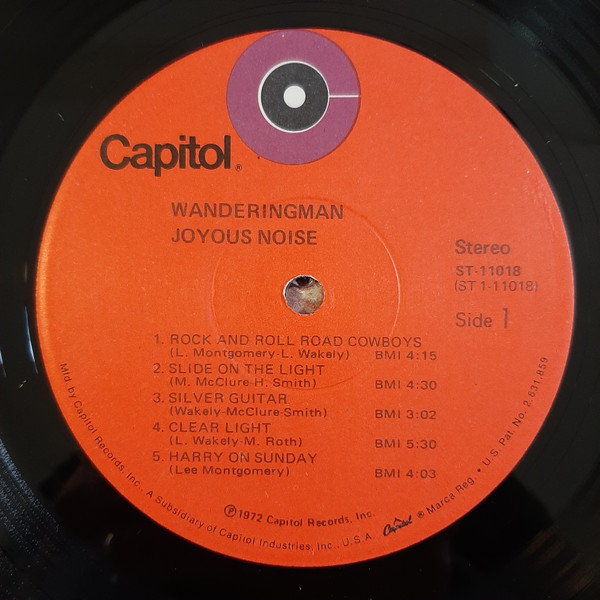 Capitol®
WANDERINGMAN
JOYOUS NOISE
Stereo
ST-11018
(ST 1-11018)
Side 1
1. ROCK AND ROLL ROAD COWBOYS
(L. Montgomery-L. Wakely) BMI 4:15
2. SLIDE ON THE LIGHT
(M. McClure-H. Smith) BMI 4:30
3. SILVER GUITAR
(Wakely-McClure-Smith) BMI 3:02
4. CLEAR LIGHT
(L. Wakely-M. Roth) BMI 5:30
5. HARRY ON SUNDAY
(Lee Montgomery) BMI 4:03
℗1972 Capitol Records, Inc.
Mfd. by Capitol Records, Inc., A Subsidiary of Capitol Industries, Inc., U.S.A. Capitol ® Marca Reg. • U.S. Pat. No. 2,631,859